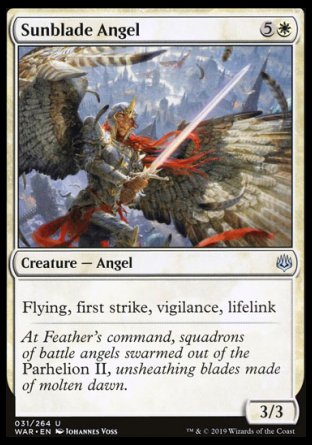 Sunblade Angel 5
Creature — Angel
Flying, first strike, vigilance, lifelink
At Feather's command, squadrons
of battle angels swarmed out of the
Parhelion II, unsheathing blades made
of molten dawn.
3/3
031/264 U
WAR • EN Johannes Voss
™ & © 2019 Wizards of the Coast